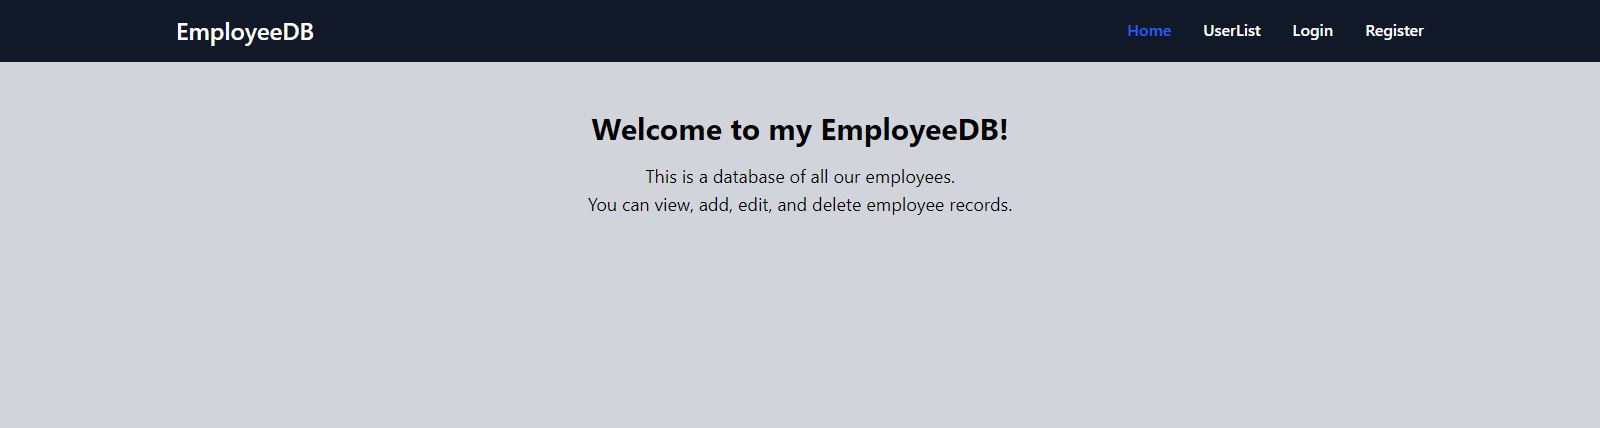 EmployeeDB
Home UserList Login Register
Welcome to my EmployeeDB!
This is a database of all our employees.
You can view, add, edit, and delete employee records.